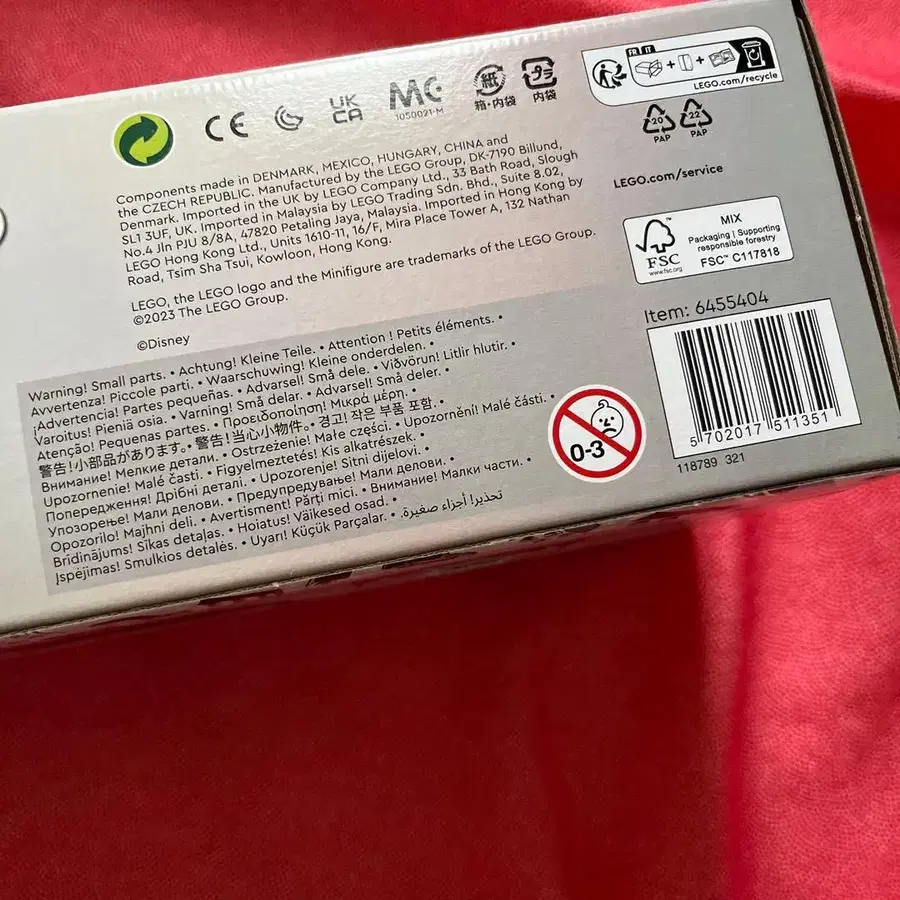 CE
UK
CA
MC
1050021-M
紙
箱・内袋
プラ
内袋
FR
IT
+
+
LEGO.com/recycle
20
PAP
22
PAP
Components made in DENMARK, MEXICO, HUNGARY, CHINA and
the CZECH REPUBLIC. Manufactured by the LEGO Group, DK-7190 Billund,
Denmark. Imported in the UK by LEGO Company Ltd., 33 Bath Road, Slough
SL1 3UF, UK. Imported in Malaysia by LEGO Trading Sdn. Bhd., Suite 8.02,
No.4 Jln PJU 8/8A, 47820 Petaling Jaya, Malaysia. Imported in Hong Kong by
LEGO Hong Kong Ltd., Units 1610-11, 16/F, Mira Place Tower A, 132 Nathan
Road, Tsim Sha Tsui, Kowloon, Hong Kong.
LEGO, the LEGO logo and the Minifigure are trademarks of the LEGO Group.
©2023 The LEGO Group.
©Disney
LEGO.com/service
FSC
www.fsc.org
MIX
Packaging | Supporting
responsible forestry
FSC™ C117818
Item: 6455404
5 702017 511351
118789 321
Warning! Small parts. • Achtung! Kleine Teile. • Attention ! Petits éléments. •
Avvertenza! Piccole parti. • Waarschuwing! Kleine onderdelen. •
¡Advertencia! Partes pequeñas. • Advarsel! Små dele. • Viðvörun! Litlir hlutir. •
Varoitus! Pieniä osia. • Varning! Små delar. • Advarsel! Små deler. •
Atenção! Pequenas partes. • Προειδοποίηση! Μικρά μέρη. •
警告!小部品があります。• 警告!当心小物件。• 경고! 작은 부품 포함. •
Внимание! Мелкие детали. • Ostrzeżenie! Małe części. • Upozornění! Malé části. •
Upozornenie! Malé časti. • Figyelmeztetés! Kis alkatrészek. •
Попередження! Дрібні деталі. • Upozorenje! Sitni dijelovi. •
Упозорење! Мали делови. • Предупредување! Мали делови. •
Opozorilo! Majhni deli. • Avertisment! Părți mici. • Внимание! Малки части. •
Brīdinājums! Sīkas detaļas. • Hoiatus! Väikesed osad. •
Įspėjimas! Smulkios detalės. • Uyarı! Küçük Parçalar. • تحذير! أجزاء صغيرة.
0-3